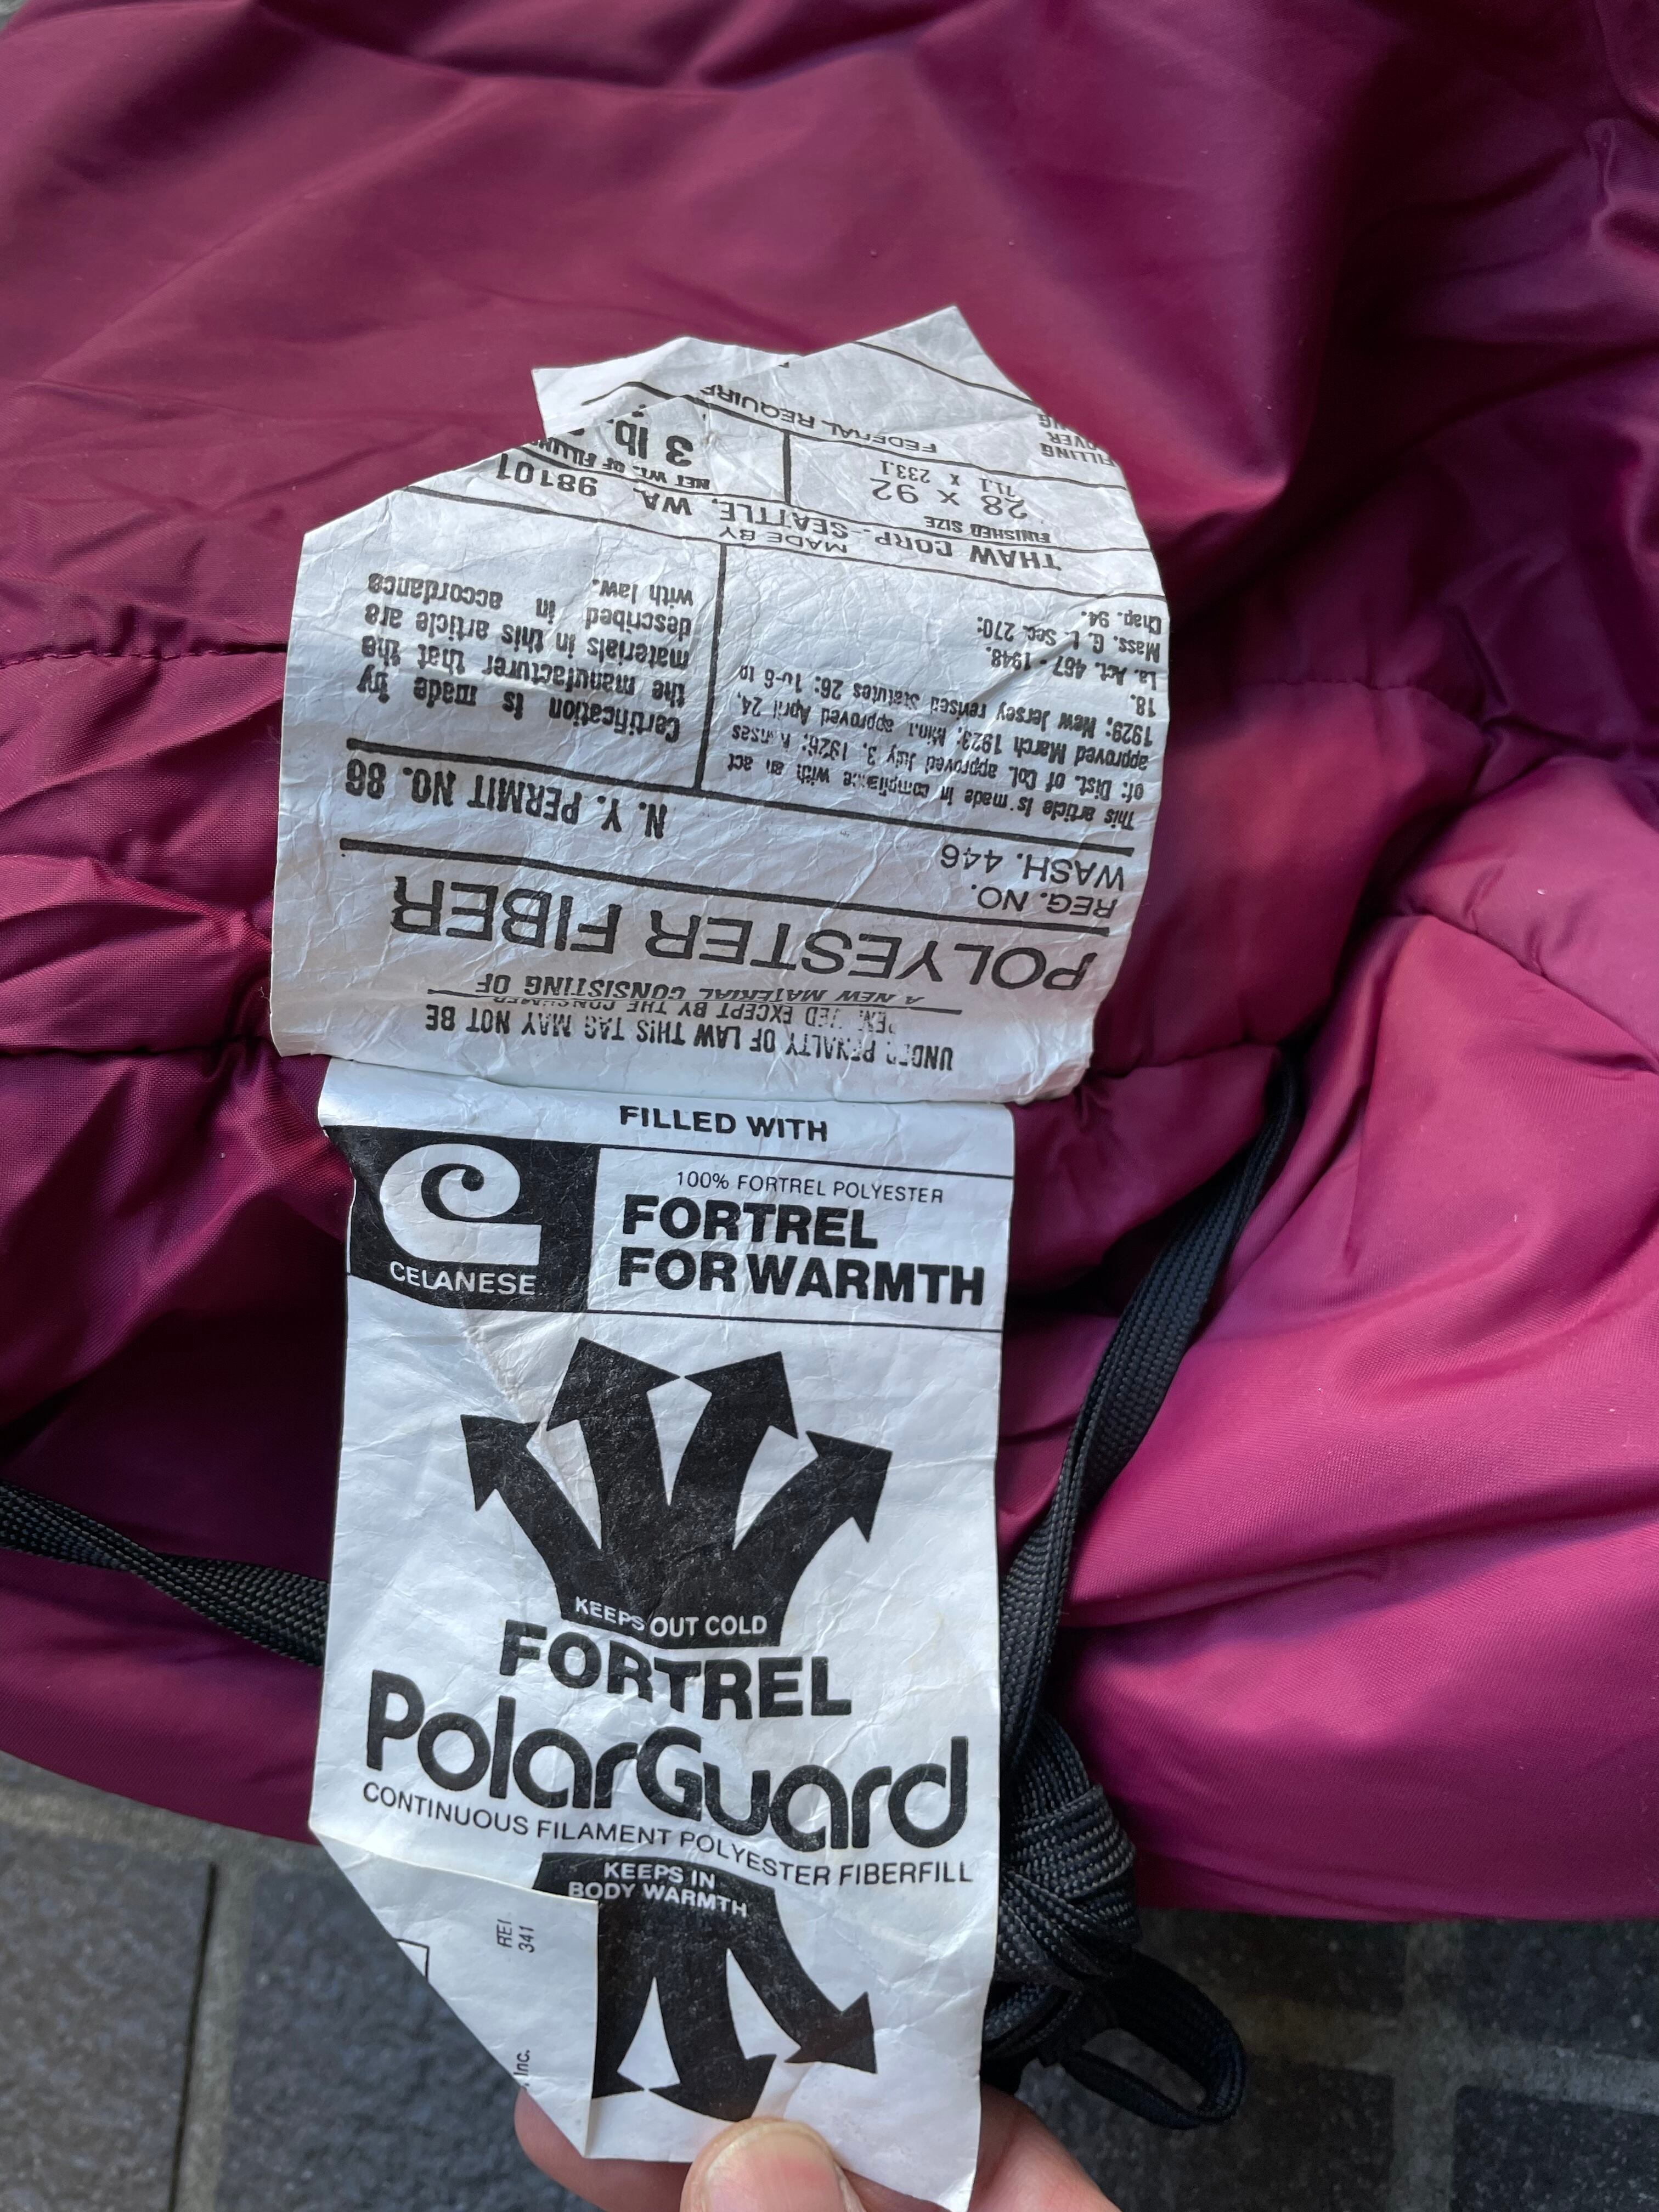 UNDER PENALTY OF LAW THIS TAG MAY NOT BE
EXCEPT BY THE CONSUMER
A NEW MATERIAL CONSISTING OF
POLYESTER FIBER
REG. NO.
WASH. 446
N. Y. PERMIT NO. 86
This article is made in compliance with an act
of: Dist. of Col. approved July 3, 1926;
approved March 1923; approved April 24,
1929; New Jersey revised Statutes 26: 10-6 to
18.
La. Act. 467 - 1948.
Mass. G. L. Sec. 270;
Chap. 94.
Certification is made by
the manufacturer that the
materials in this article are
described in accordance
with law.
MADE BY
THAW CORP. - SEATTLE, WA. 98101
FINISHED SIZE
28 x 92
71.1 x 233.1
NET WT. OF FILLING
3 lb.
FEDERAL
FILLED WITH
CELANESE
100% FORTREL POLYESTER
FORTREL
FOR WARMTH
KEEPS OUT COLD
FORTREL
PolarGuard
CONTINUOUS FILAMENT POLYESTER FIBERFILL
KEEPS IN
BODY WARMTH
REI
341
Inc.